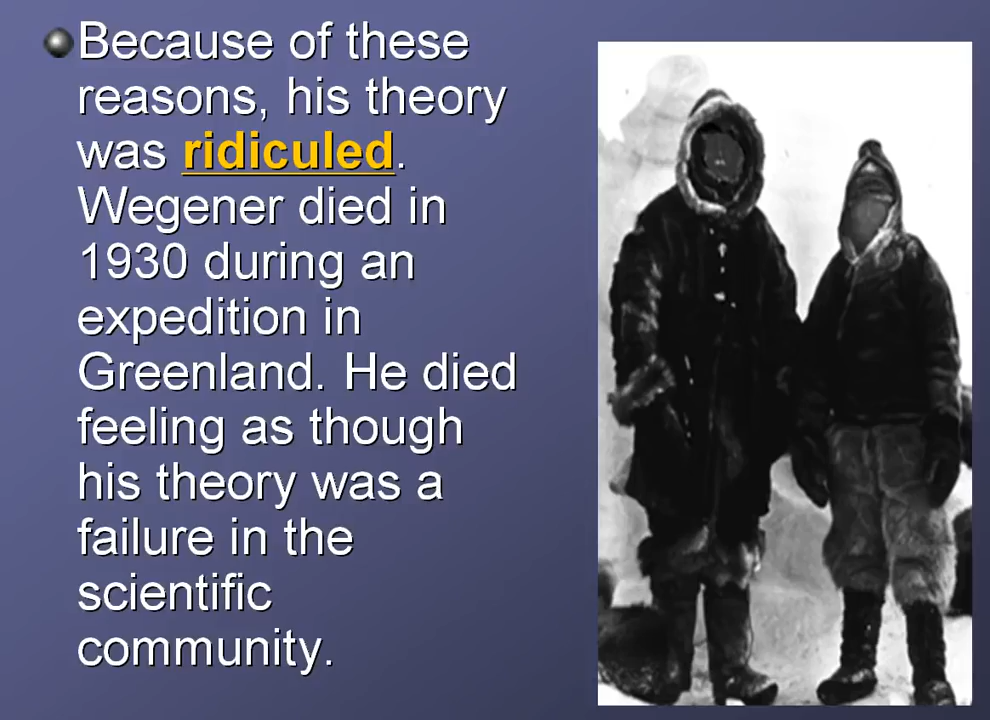 Because of these
reasons, his theory
was ridiculed.
Wegener died in
1930 during an
expedition in
Greenland. He died
feeling as though
his theory was a
failure in the
scientific
community.